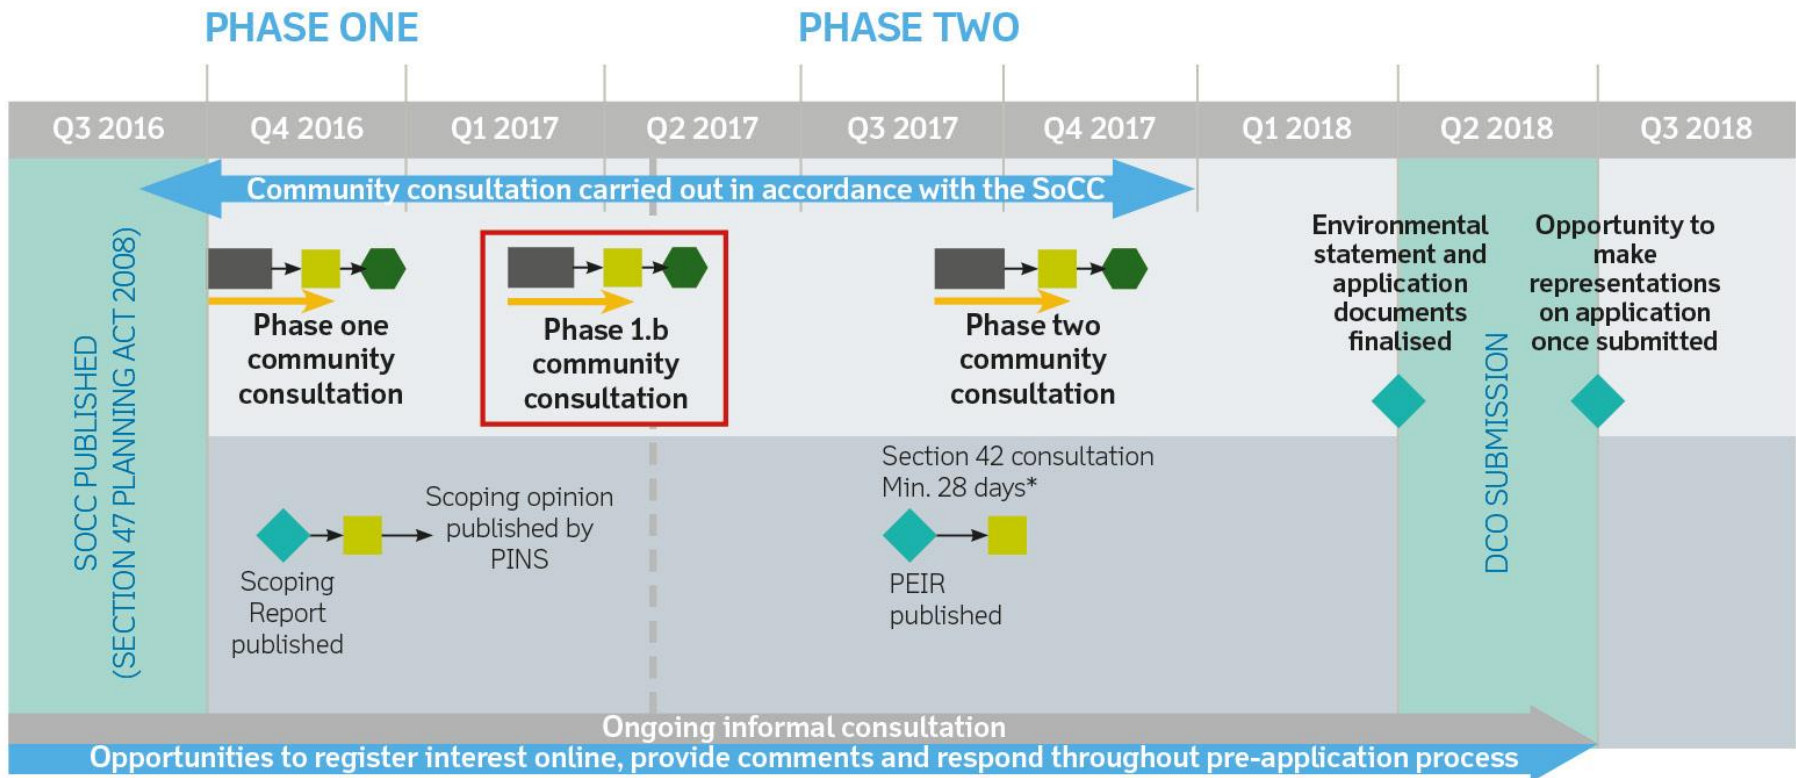 PHASE ONE
PHASE TWO
Q3 2016
Q4 2016
Q1 2017
Q2 2017
Q3 2017
Q4 2017
Q1 2018
Q2 2018
Q3 2018
Community consultation carried out in accordance with the SoCC
SOCC PUBLISHED
(SECTION 47 PLANNING ACT 2008)
Phase one
community
consultation
Phase 1.b
community
consultation
Phase two
community
consultation
Environmental
statement and
application
documents
finalised
Opportunity to
make
representations
on application
once submitted
DCO SUBMISSION
Scoping
Report
published
Scoping opinion
published by
PINS
Section 42 consultation
Min. 28 days*
PEIR
published
Ongoing informal consultation
Opportunities to register interest online, provide comments and respond throughout pre-application process